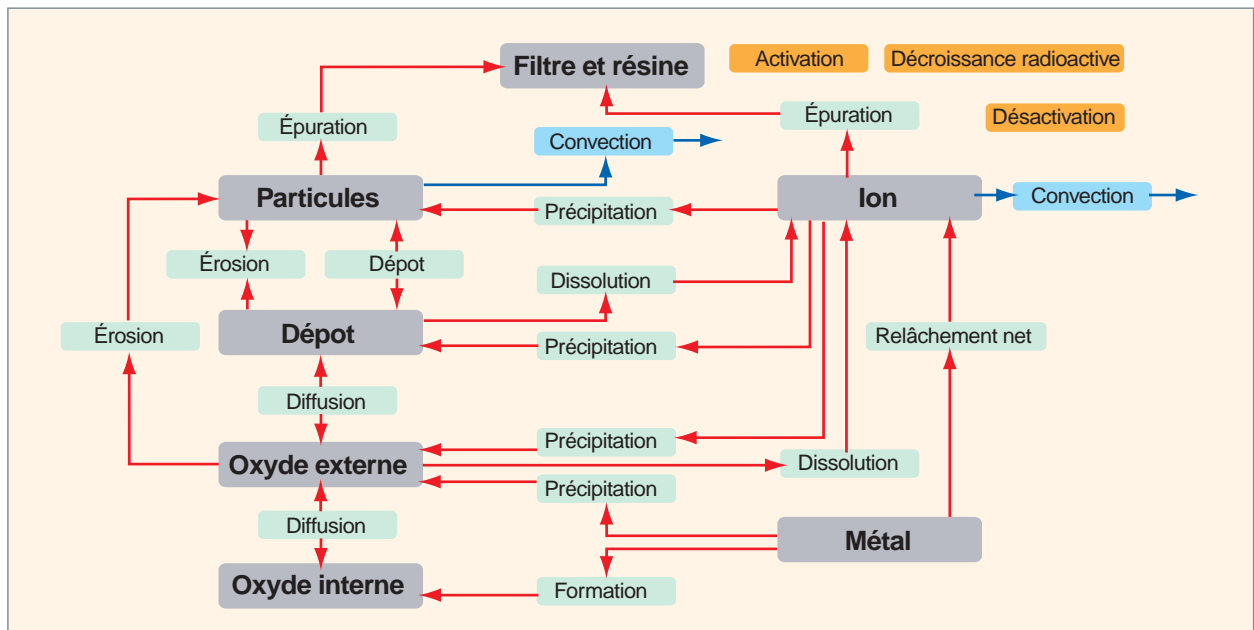 Filtre et résine
Activation
Décroissance radioactive
Épuration
Épuration
Désactivation
Convection
Particules
Ion
Convection
Précipitation
Érosion
Dépot
Dissolution
Dépôt
Érosion
Précipitation
Relâchement net
Diffusion
Précipitation
Oxyde externe
Dissolution
Précipitation
Diffusion
Métal
Oxyde interne
Formation